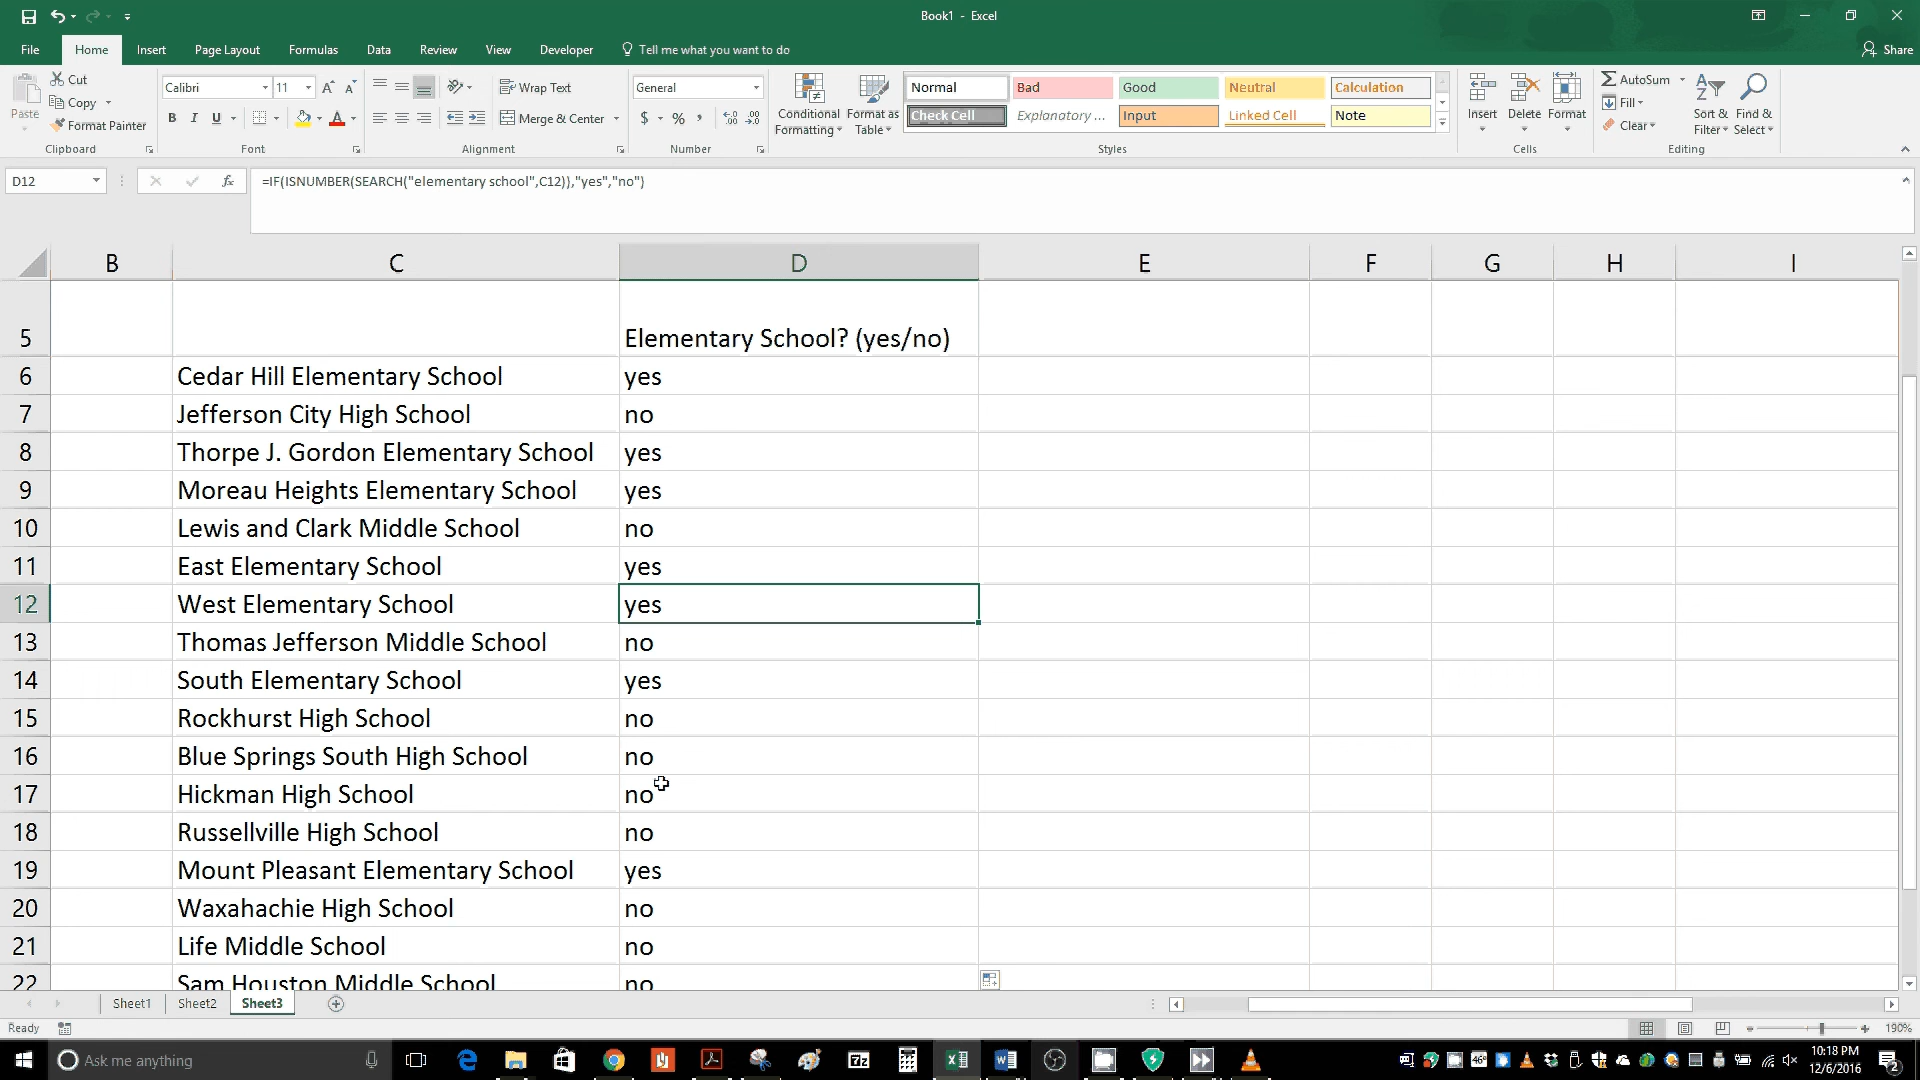 Book1 - Excel
File Home Insert Page Layout Formulas Data Review View Developer Tell me what you want to do Share
Paste
Cut
Copy
Format Painter
Clipboard
Calibri 11
B I U
Font
Wrap Text
Merge & Center
Alignment
General
$ % ,
Number
Conditional Formatting
Format as Table
Normal Bad Good Neutral Calculation
Check Cell Explanatory ... Input Linked Cell Note
Styles
Insert Delete Format
Cells
AutoSum
Fill
Clear
Sort & Filter
Find & Select
Editing
D12 fx =IF(ISNUMBER(SEARCH("elementary school",C12)),"yes","no")
B C D E F G H I
5 Elementary School? (yes/no)
6 Cedar Hill Elementary School yes
7 Jefferson City High School no
8 Thorpe J. Gordon Elementary School yes
9 Moreau Heights Elementary School yes
10 Lewis and Clark Middle School no
11 East Elementary School yes
12 West Elementary School yes
13 Thomas Jefferson Middle School no
14 South Elementary School yes
15 Rockhurst High School no
16 Blue Springs South High School no
17 Hickman High School no
18 Russellville High School no
19 Mount Pleasant Elementary School yes
20 Waxahachie High School no
21 Life Middle School no
22 Sam Houston Middle School no
Sheet1 Sheet2 Sheet3
Ready 190%
Ask me anything
7z
46°
10:18 PM
12/6/2016
2